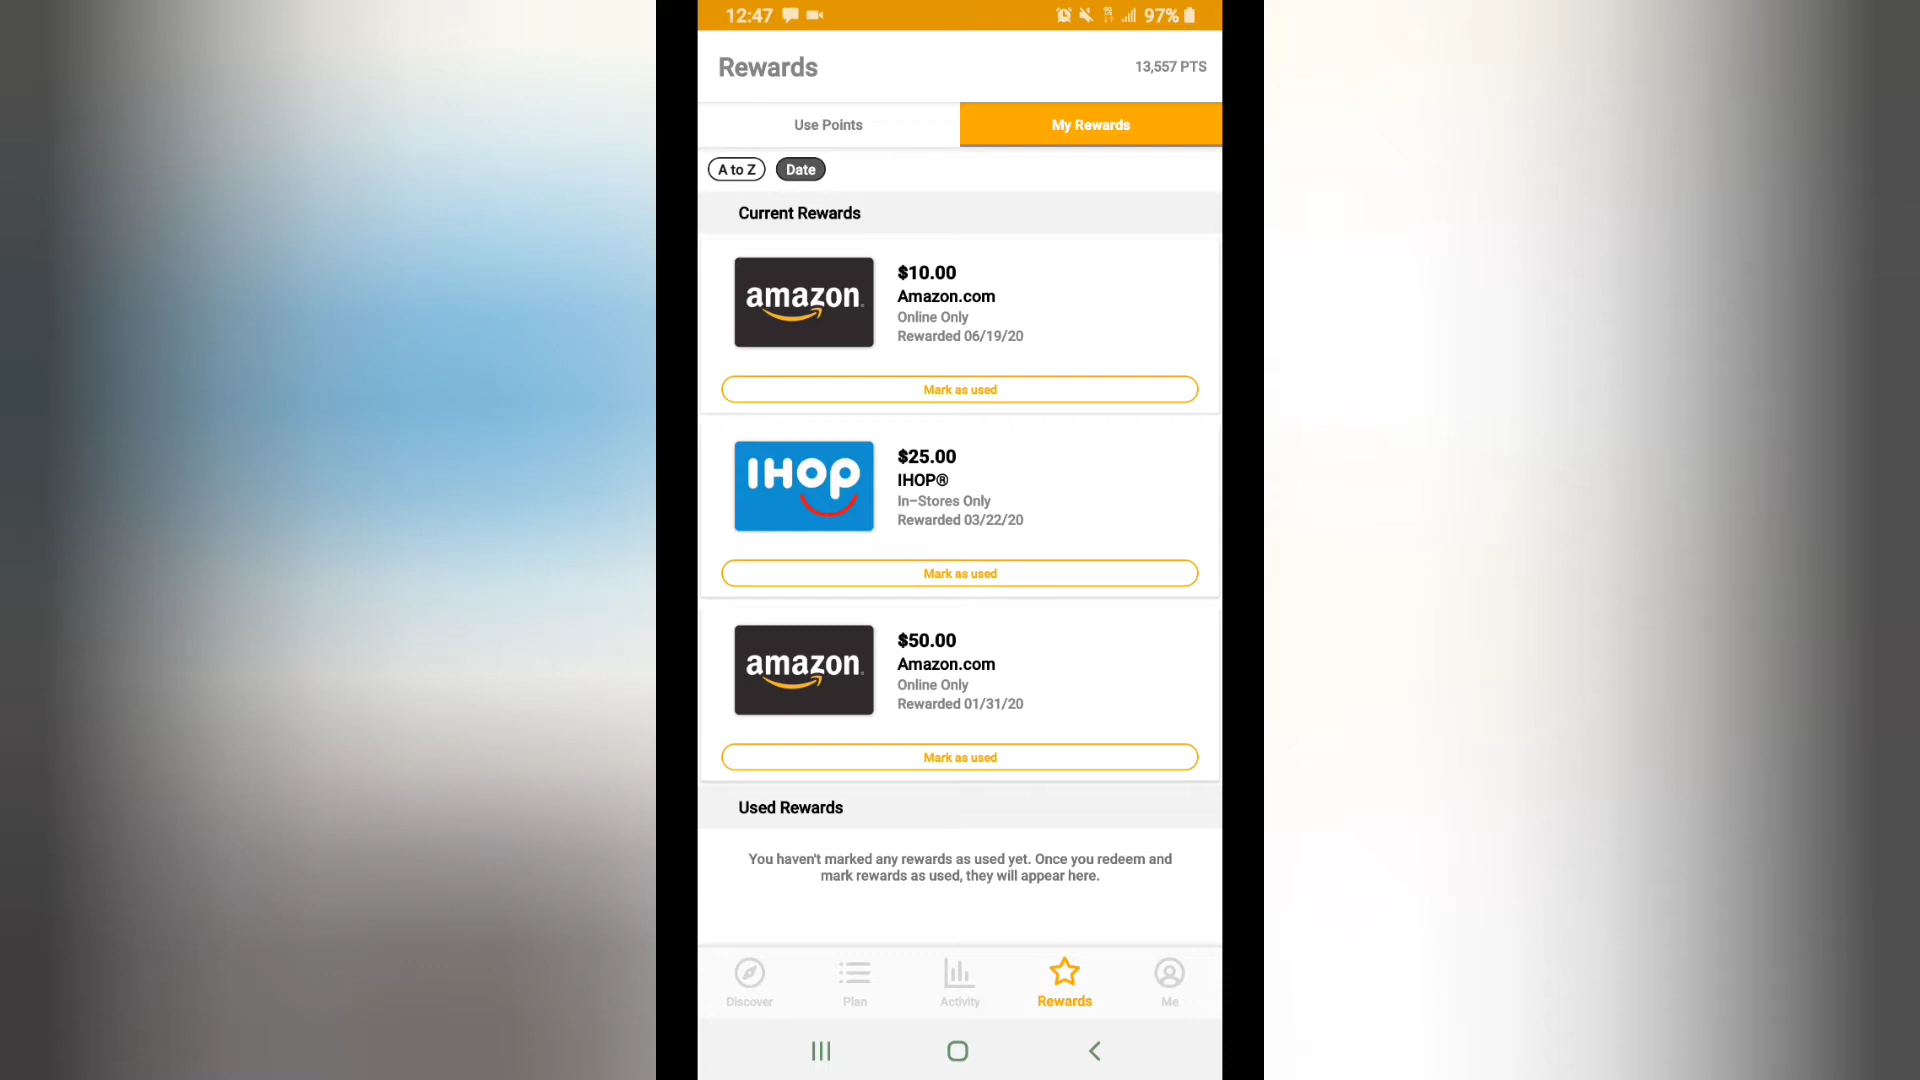 12:47 97%
Rewards
13,557 PTS
Use Points
My Rewards
A to Z
Date
Current Rewards
amazon
$10.00
Amazon.com
Online Only
Rewarded 06/19/20
Mark as used
IHOP
$25.00
IHOP®
In-Stores Only
Rewarded 03/22/20
Mark as used
amazon
$50.00
Amazon.com
Online Only
Rewarded 01/31/20
Mark as used
Used Rewards
You haven't marked any rewards as used yet. Once you redeem and
mark rewards as used, they will appear here.
Discover
Plan
Activity
Rewards
Me